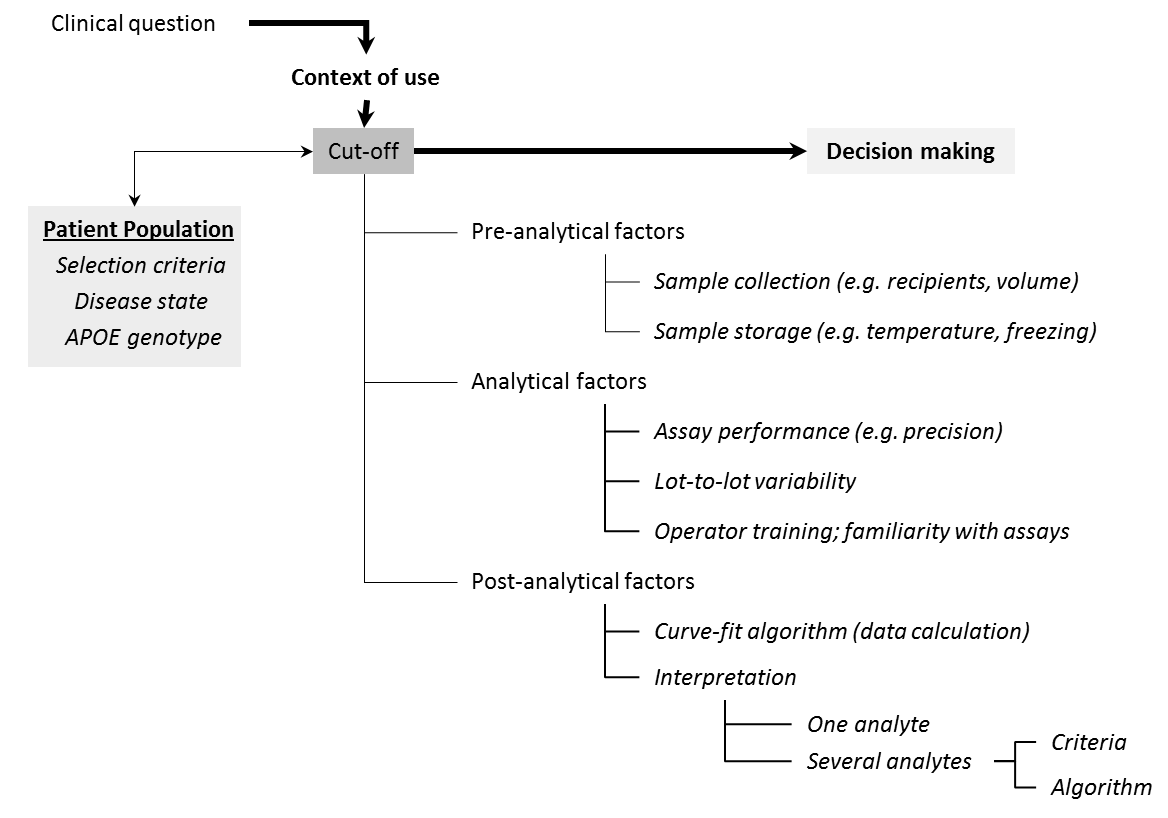 Clinical question
Context of use
Cut-off
Decision making
Patient Population
Selection criteria
Disease state
APOE genotype
Pre-analytical factors
Sample collection (e.g. recipients, volume)
Sample storage (e.g. temperature, freezing)
Analytical factors
Assay performance (e.g. precision)
Lot-to-lot variability
Operator training; familiarity with assays
Post-analytical factors
Curve-fit algorithm (data calculation)
Interpretation
One analyte
Several analytes
Criteria
Algorithm